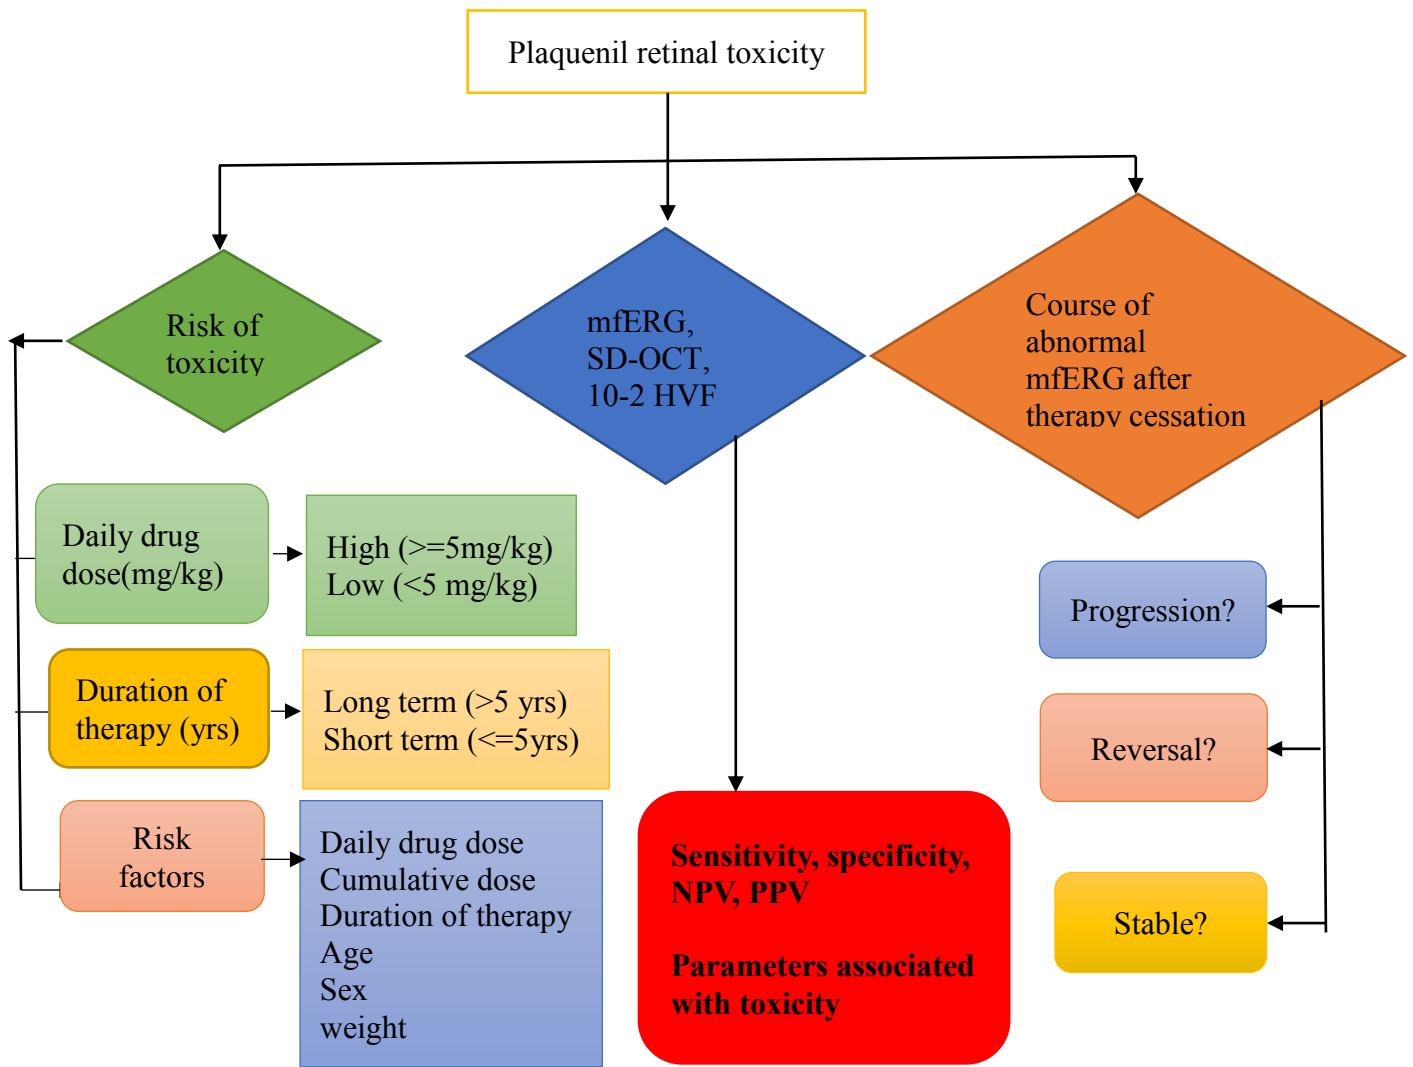 Plaquenil retinal toxicity
Risk of
toxicity
mfERG,
SD-OCT,
10-2 HVF
Course of
abnormal
mfERG after
therapy cessation
Daily drug
dose(mg/kg)
High (>=5mg/kg)
Low (<5 mg/kg)
Duration of
therapy (yrs)
Long term (>5 yrs)
Short term (<=5yrs)
Risk
factors
Daily drug dose
Cumulative dose
Duration of therapy
Age
Sex
weight
Sensitivity, specificity,
NPV, PPV
Parameters associated
with toxicity
Progression?
Reversal?
Stable?